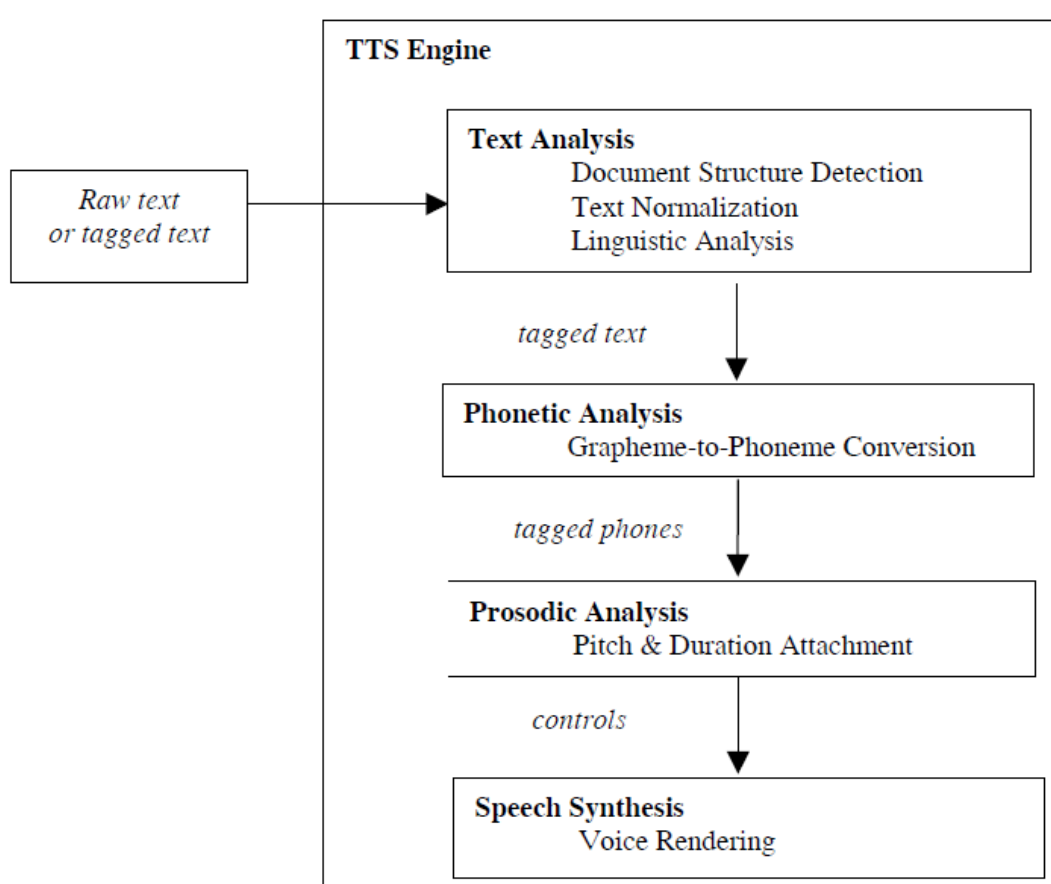 TTS Engine
Text Analysis
Document Structure Detection
Text Normalization
Linguistic Analysis
Raw text
or tagged text
tagged text
Phonetic Analysis
Grapheme-to-Phoneme Conversion
tagged phones
Prosodic Analysis
Pitch & Duration Attachment
controls
Speech Synthesis
Voice Rendering